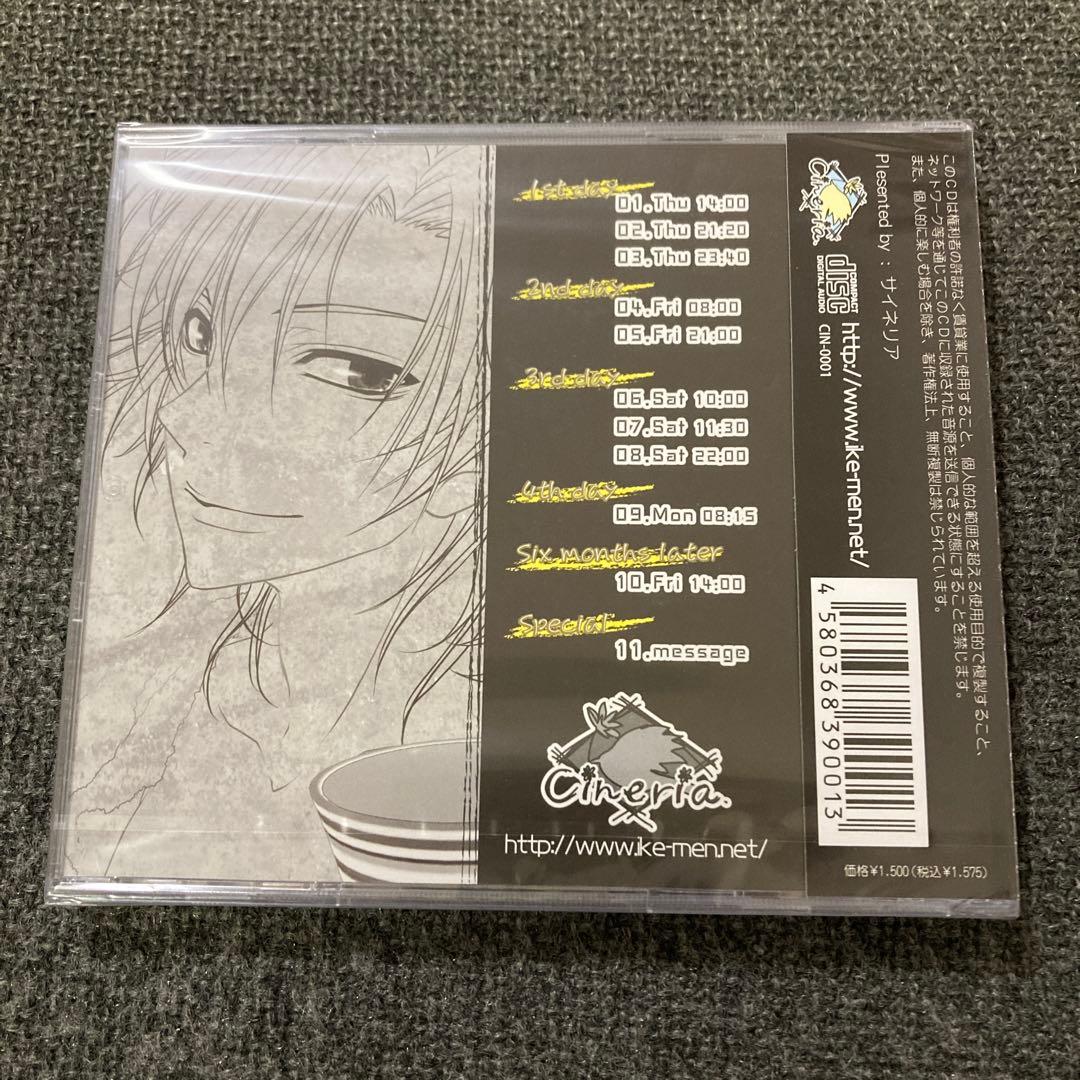 1st day
01.Thu 14:00
02.Thu 21:20
03.Thu 23:40
2nd day
04.Fri 08:00
05.Fri 21:00
3rd day
06.Sat 10:00
07.Sat 11:30
08.Sat 22:00
4th day
09.Mon 08:15
Six months later
10.Fri 14:00
Special
11.message
Cineria.
http://www.ike-men.net/
このCDは権利者の許諾なく賃貸業に使用すること、個人的な範囲を超える使用目的で複製すること、
ネットワーク等を通じてこのCDに収録された音源を送信できる状態にすることを禁じます。
また、個人的に楽しむ場合を除き、著作権法上、無断複製は禁じられています。
Plesented by : サイネリア
Cineria.
COMPACT
disc
DIGITAL AUDIO
CIN-0001
http://www.ike-men.net/
4 580368 390013
価格¥1.500(税込¥1.575)